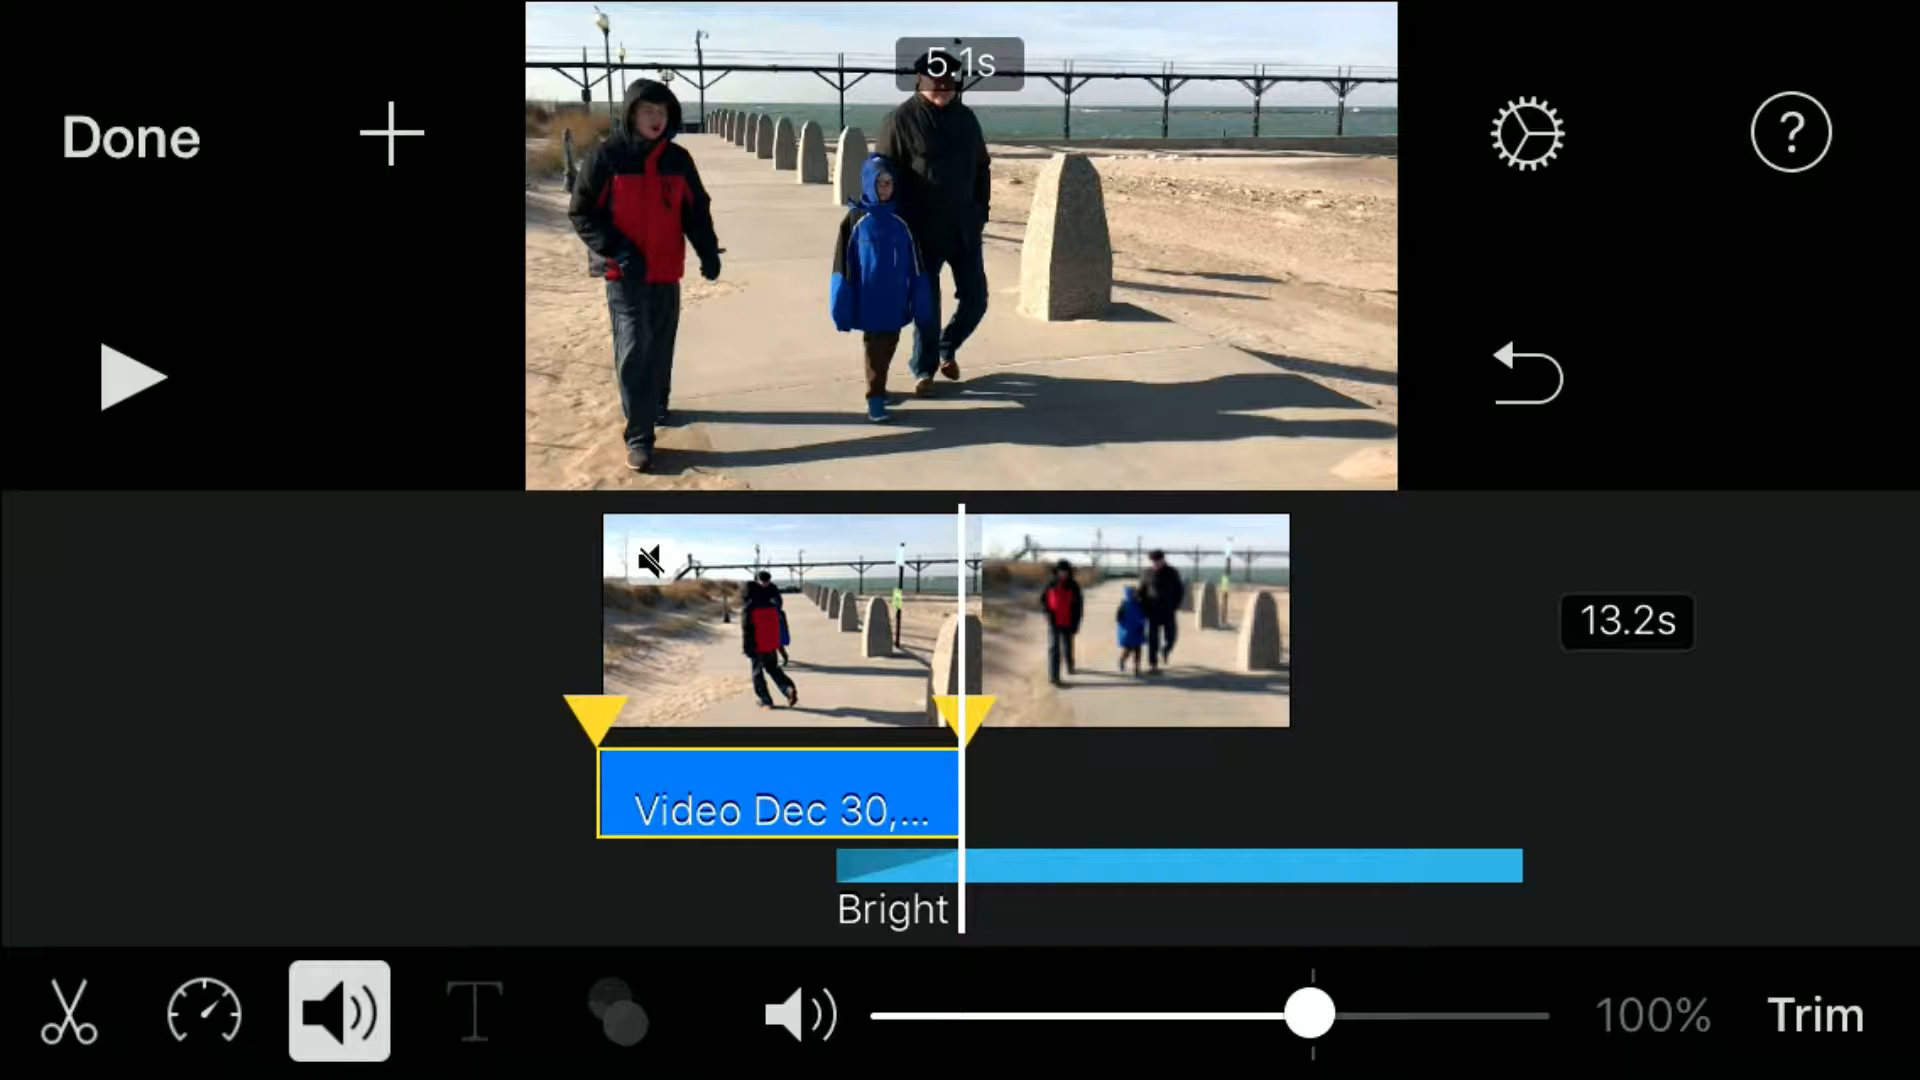 5.1s
Done
?
13.2s
Video Dec 30,...
Bright
T
100%
Trim